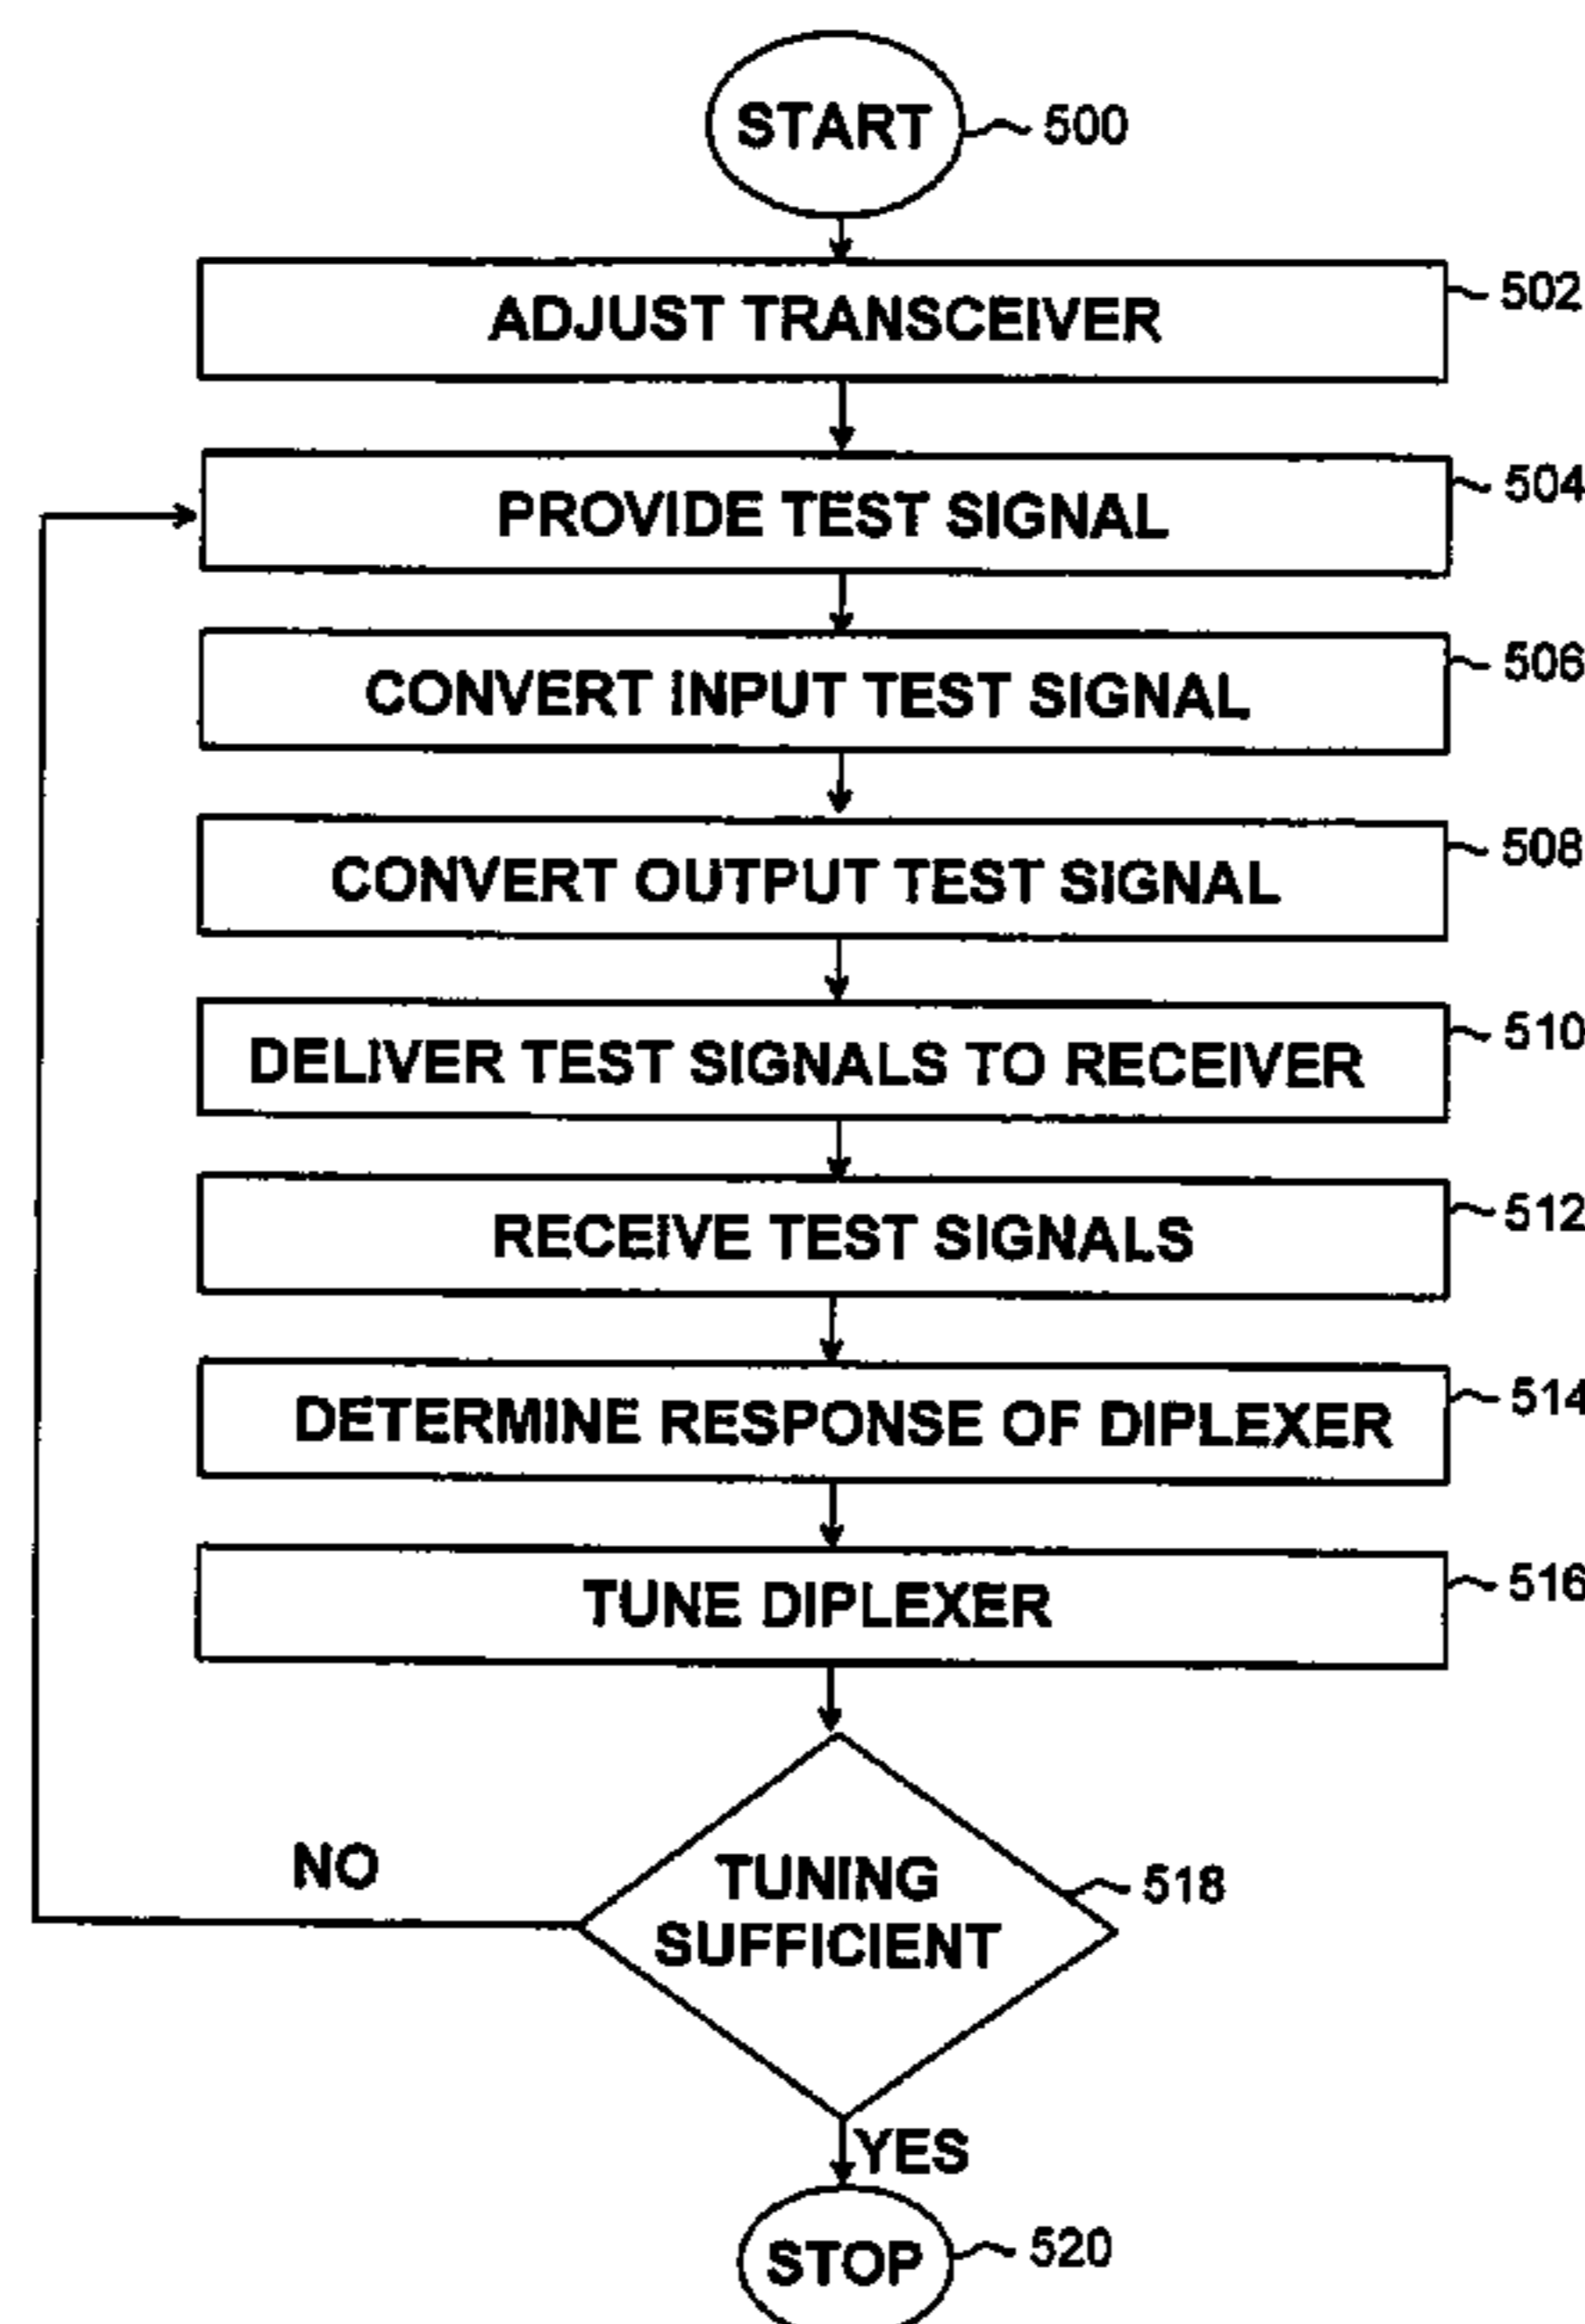 START
500
ADJUST TRANSCEIVER
502
PROVIDE TEST SIGNAL
504
CONVERT INPUT TEST SIGNAL
506
CONVERT OUTPUT TEST SIGNAL
508
DELIVER TEST SIGNALS TO RECEIVER
510
RECEIVE TEST SIGNALS
512
DETERMINE RESPONSE OF DIPLEXER
514
TUNE DIPLEXER
516
NO
TUNING
SUFFICIENT
518
YES
STOP
520